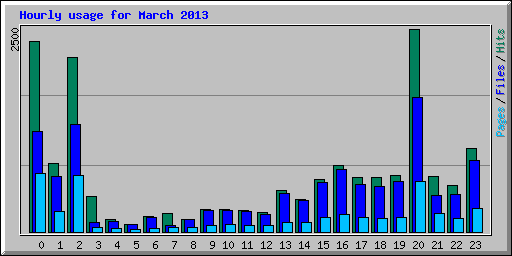 Hourly usage for March 2013
2500
Pages/Files/Hits
0 1 2 3 4 5 6 7 8 9 10 11 12 13 14 15 16 17 18 19 20 21 22 23